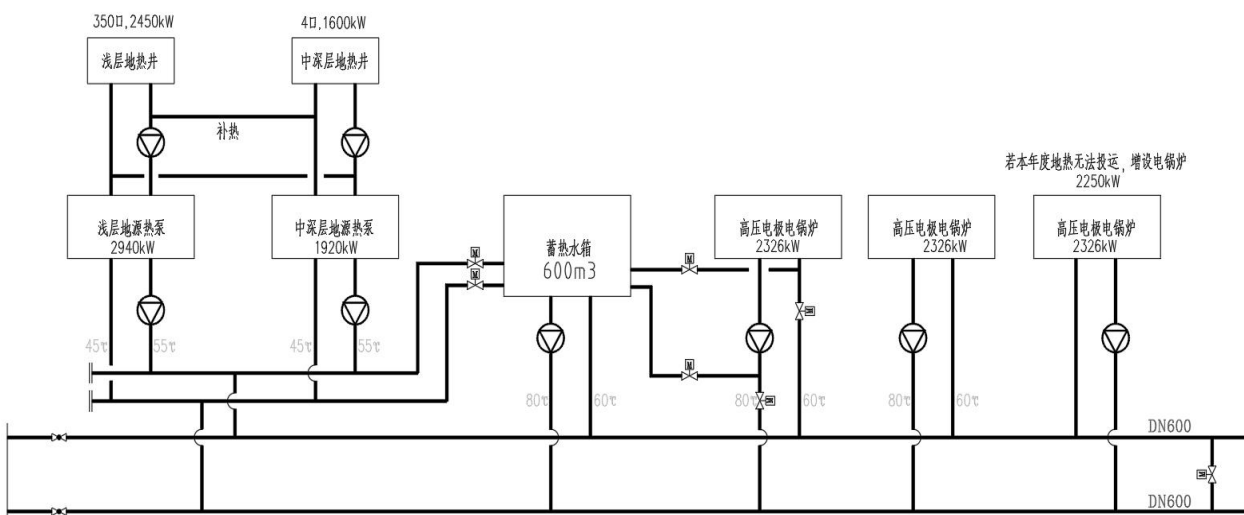 350口,2450kW
4口,1600kW
浅层地热井
中深层地热井
补热
若本年度地热无法投运，增设电锅炉
2250kW
浅层地源热泵
2940kW
中深层地源热泵
1920kW
蓄热水箱
600m3
高压电极电锅炉
2326kW
高压电极电锅炉
2326kW
高压电极电锅炉
2326kW
M
M
M
M
M
45℃
55℃
45℃
55℃
80℃
60℃
80℃
M
60℃
80℃
60℃
DN600
M
DN600